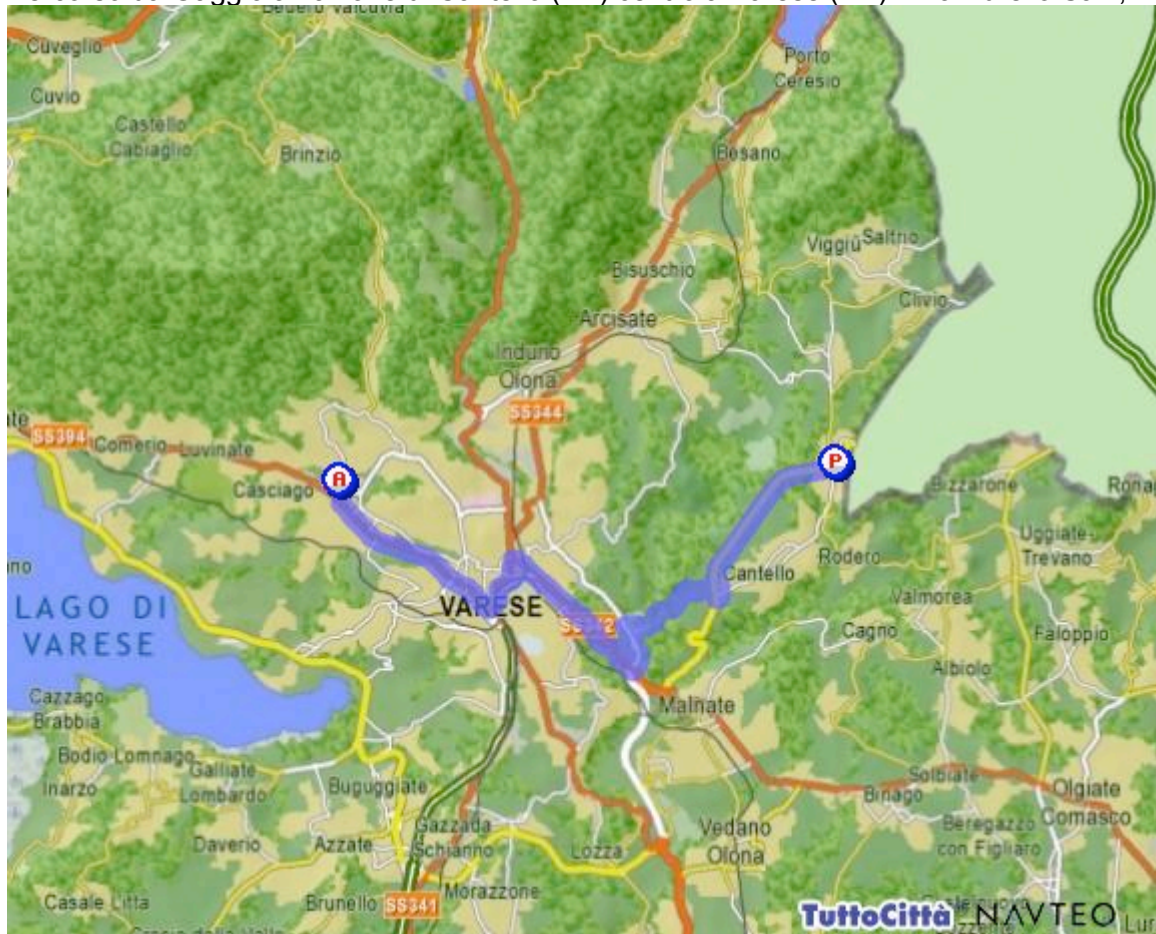 Cuveglio
Porto
Ceresio
Cuvio
Castello
Cabiaglio
Brinzio
Besano
Viggiù
Saltrio
Bisuschio
Clivio
Arcisate
Induno
Olona
SS344
SS394
Comerio
Luvinate
Casciago
A
P
Bizzarone
Uggiate-
Trevano
Rodero
Cantello
VARESE
Valmorea
LAGO DI
VARESE
Cagno
Faloppio
Albiolo
Cazzago
Brabbia
Malnate
Bodio Lomnago
Galliate
Lombardo
Inarzo
Buguggiate
Solbiate
Binago
Olgiate
Comasco
Gazzada
Schianno
Vedano
Olona
Beregazzo
con Figliaro
Daverio
Azzate
Lozza
Morazzone
Casale Litta
Brunello
SS341
TuttoCittà NAVTEQ